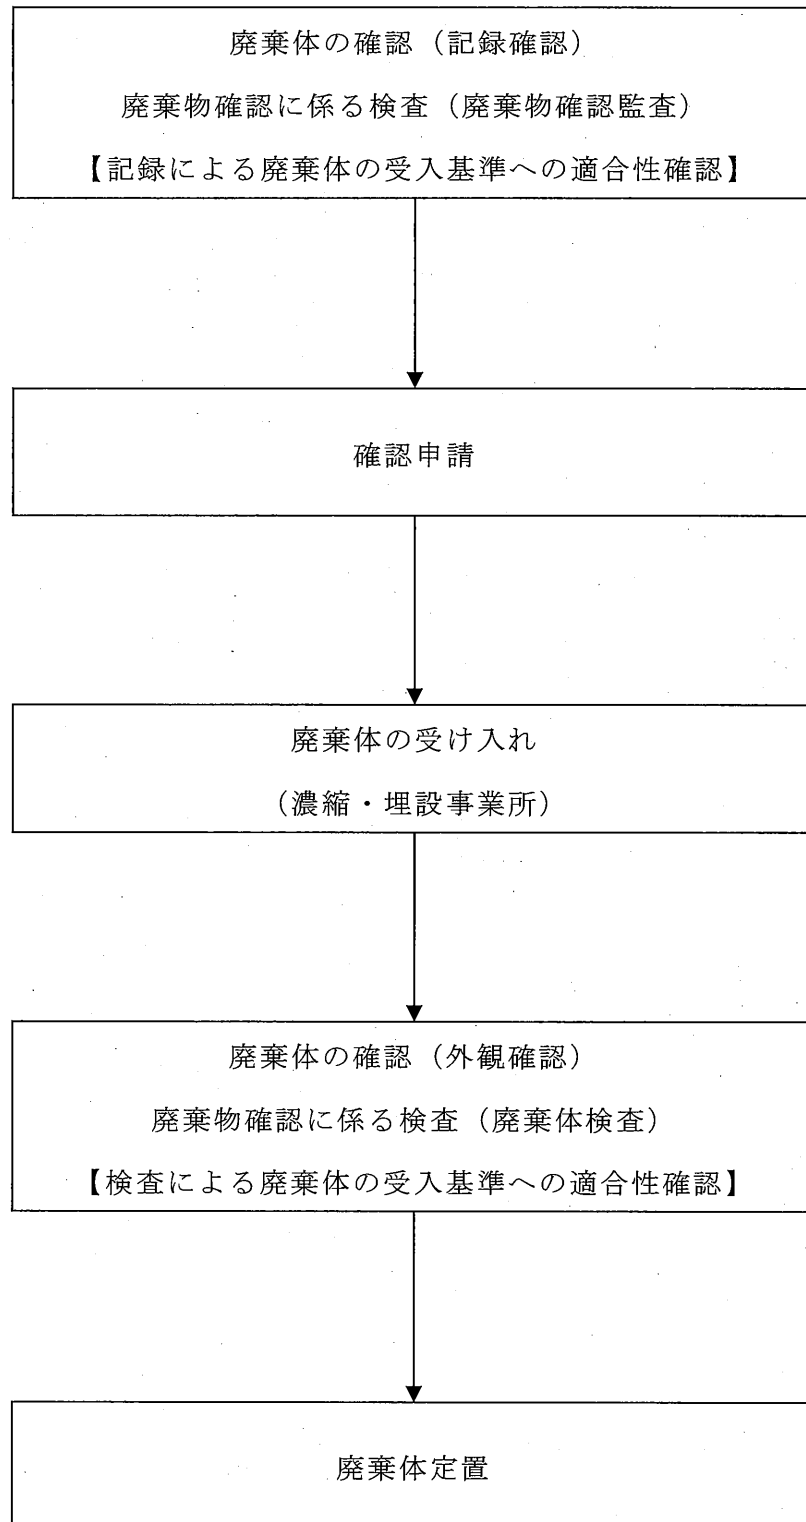 廃棄体の確認（記録確認）
廃棄物確認に係る検査（廃棄物確認監査）
【記録による廃棄体の受入基準への適合性確認】
確認申請
廃棄体の受け入れ
（濃縮・埋設事業所）
廃棄体の確認（外観確認）
廃棄物確認に係る検査（廃棄体検査）
【検査による廃棄体の受入基準への適合性確認】
廃棄体定置